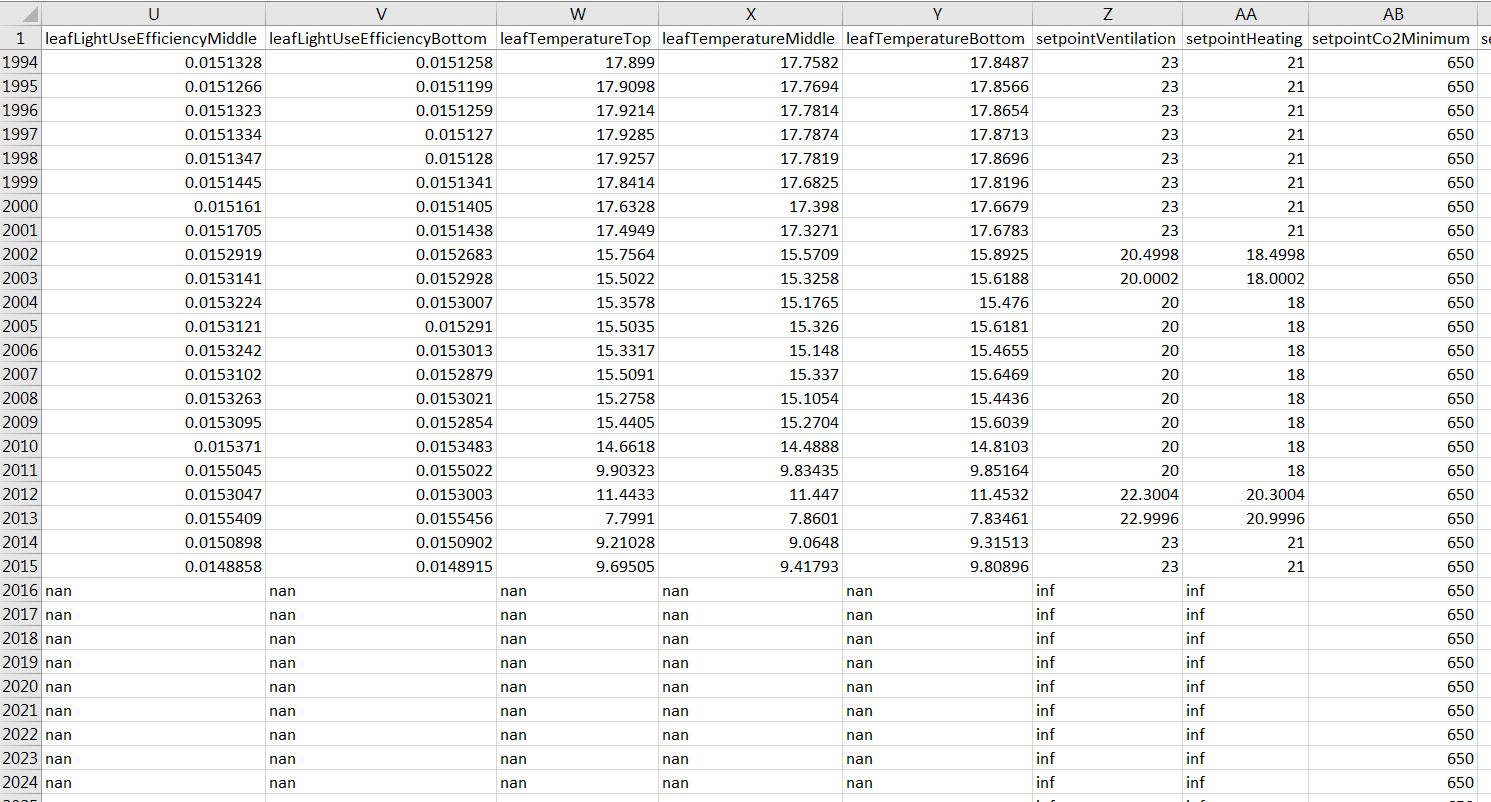 U V W X Y Z AA AB
1 leafLightUseEfficiencyMiddle leafLightUseEfficiencyBottom leafTemperatureTop leafTemperatureMiddle leafTemperatureBottom setpointVentilation setpointHeating setpointCo2Minimum se
1994 0.0151328 0.0151258 17.899 17.7582 17.8487 23 21 650
1995 0.0151266 0.0151199 17.9098 17.7694 17.8566 23 21 650
1996 0.0151323 0.0151259 17.9214 17.7814 17.8654 23 21 650
1997 0.0151334 0.015127 17.9285 17.7874 17.8713 23 21 650
1998 0.0151347 0.015128 17.9257 17.7819 17.8696 23 21 650
1999 0.0151445 0.0151341 17.8414 17.6825 17.8196 23 21 650
2000 0.015161 0.0151405 17.6328 17.398 17.6679 23 21 650
2001 0.0151705 0.0151438 17.4949 17.3271 17.6783 23 21 650
2002 0.0152919 0.0152683 15.7564 15.5709 15.8925 20.4998 18.4998 650
2003 0.0153141 0.0152928 15.5022 15.3258 15.6188 20.0002 18.0002 650
2004 0.0153224 0.0153007 15.3578 15.1765 15.476 20 18 650
2005 0.0153121 0.015291 15.5035 15.326 15.6181 20 18 650
2006 0.0153242 0.0153013 15.3317 15.148 15.4655 20 18 650
2007 0.0153102 0.0152879 15.5091 15.337 15.6469 20 18 650
2008 0.0153263 0.0153021 15.2758 15.1054 15.4436 20 18 650
2009 0.0153095 0.0152854 15.4405 15.2704 15.6039 20 18 650
2010 0.015371 0.0153483 14.6618 14.4888 14.8103 20 18 650
2011 0.0155045 0.0155022 9.90323 9.83435 9.85164 20 18 650
2012 0.0153047 0.0153003 11.4433 11.447 11.4532 22.3004 20.3004 650
2013 0.0155409 0.0155456 7.7991 7.8601 7.83461 22.9996 20.9996 650
2014 0.0150898 0.0150902 9.21028 9.0648 9.31513 23 21 650
2015 0.0148858 0.0148915 9.69505 9.41793 9.80896 23 21 650
2016 nan nan nan nan nan inf inf 650
2017 nan nan nan nan nan inf inf 650
2018 nan nan nan nan nan inf inf 650
2019 nan nan nan nan nan inf inf 650
2020 nan nan nan nan nan inf inf 650
2021 nan nan nan nan nan inf inf 650
2022 nan nan nan nan nan inf inf 650
2023 nan nan nan nan nan inf inf 650
2024 nan nan nan nan nan inf inf 650